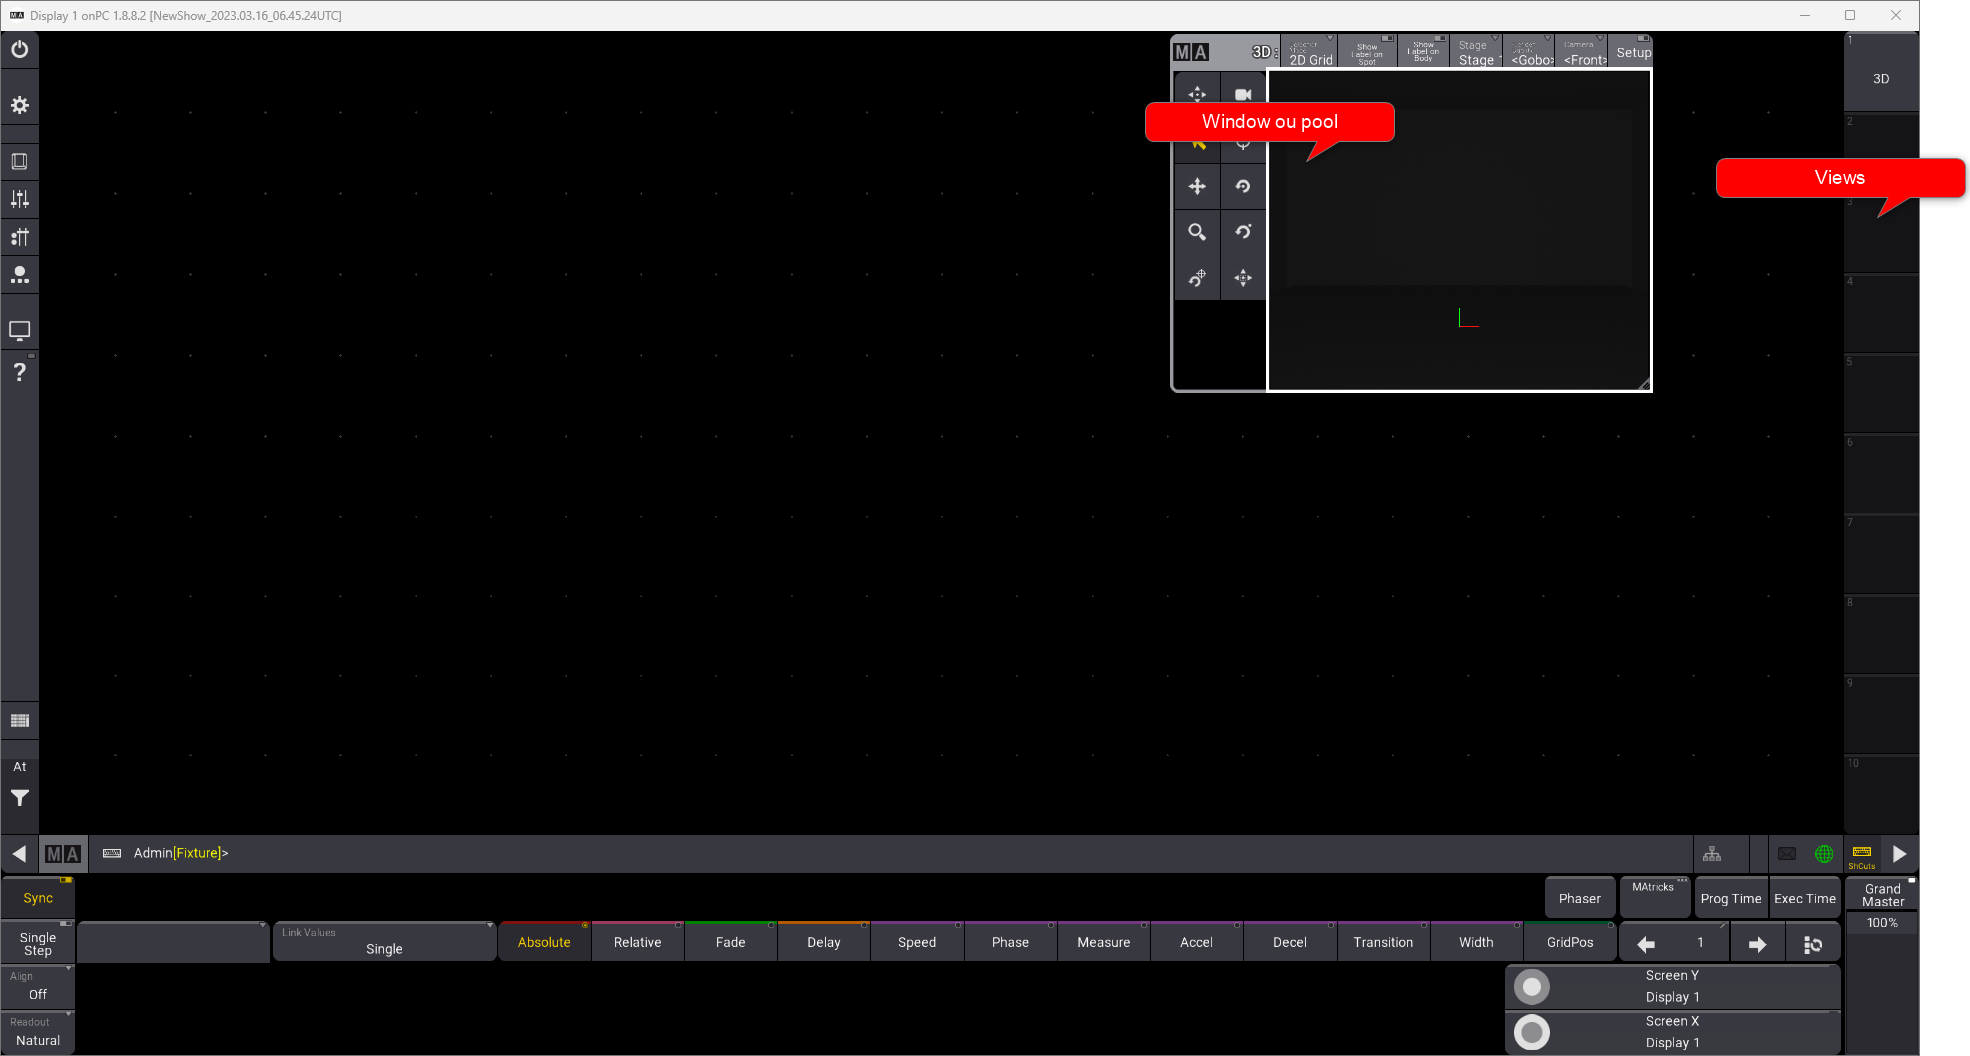 Display 1 onPC 1.8.8.2 [NewShow_2023.03.16_06.45.24UTC]
MA
3D :
2D Grid
Show
Label on
Spot
Show
Label on
Body
Stage
Stage
<Gobo>
Camera
<Front>
Setup
Window ou pool
Views
1
3D
2
3
4
5
6
7
8
9
10
?
At
MA
Admin[Fixture]>
ShCuts
Sync
Phaser
MAtricks
Prog Time
Exec Time
Grand
Master
100%
Single
Step
Link Values
Single
Absolute
Relative
Fade
Delay
Speed
Phase
Measure
Accel
Decel
Transition
Width
GridPos
1
Align
Off
Readout
Natural
Screen Y
Display 1
Screen X
Display 1